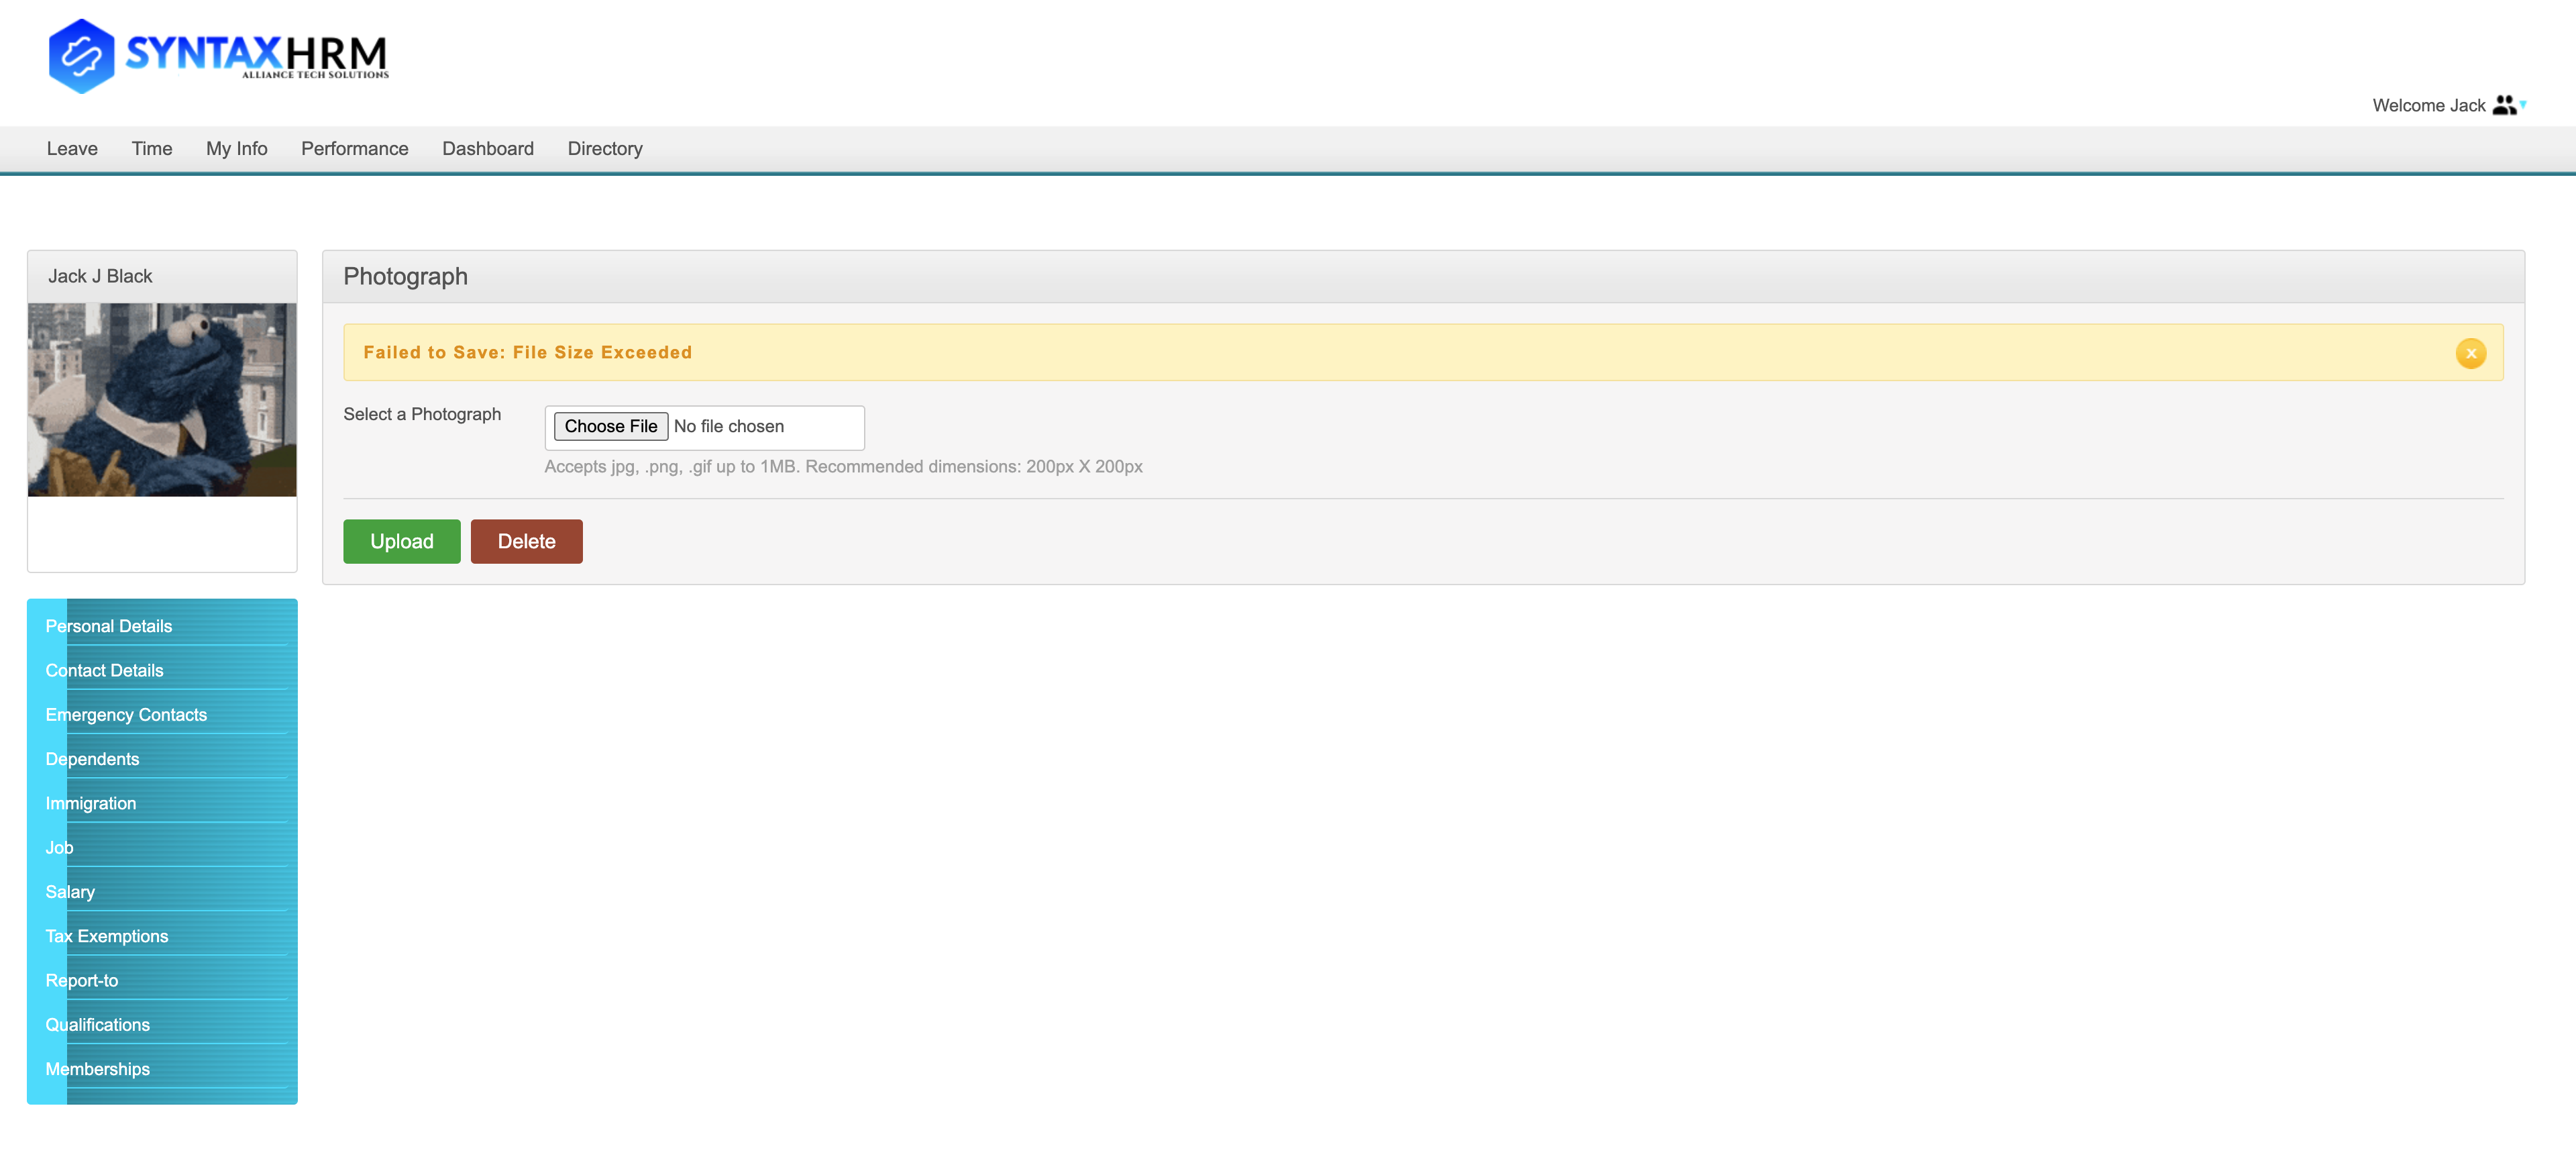 SYNTAXHRM
ALLIANCE TECH SOLUTIONS
Welcome Jack
Leave Time My Info Performance Dashboard Directory
Jack J Black
Photograph
Failed to Save: File Size Exceeded
x
Select a Photograph
Choose File No file chosen
Accepts jpg, .png, .gif up to 1MB. Recommended dimensions: 200px X 200px
Upload Delete
Personal Details
Contact Details
Emergency Contacts
Dependents
Immigration
Job
Salary
Tax Exemptions
Report-to
Qualifications
Memberships